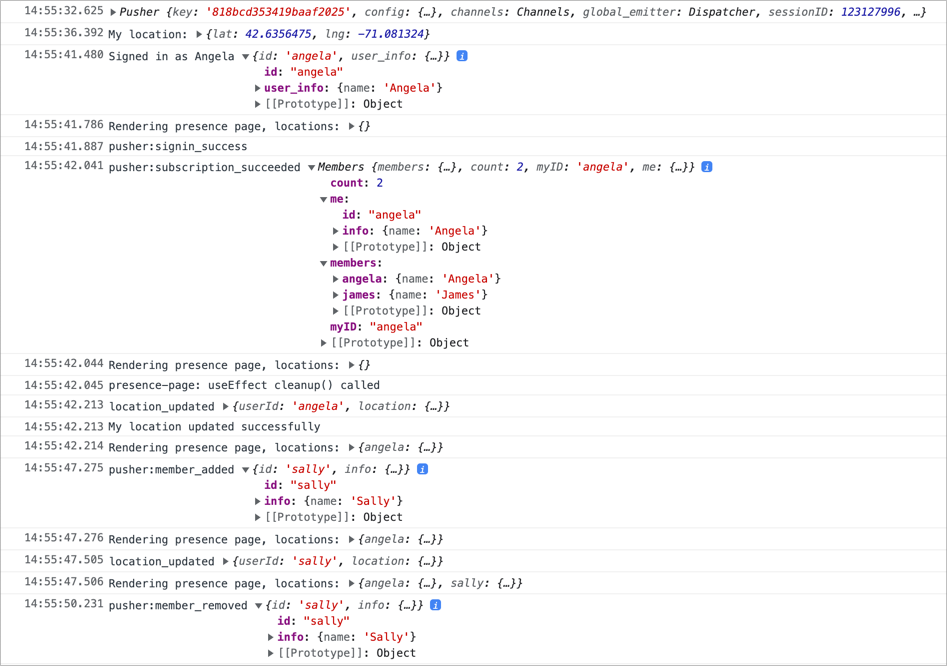 14:55:32.625 ▶Pusher {key: '818bcd353419baaf2025', config: {…}, channels: Channels, global_emitter: Dispatcher, sessionID: 123127996, …}
14:55:36.392 My location: ▶{lat: 42.6356475, lng: −71.081324}
14:55:41.480 Signed in as Angela ▼{id: 'angela', user_info: {…}} i
id: "angela"
▶user_info: {name: 'Angela'}
▶[[Prototype]]: Object
14:55:41.786 Rendering presence page, locations: ▶{}
14:55:41.887 pusher:signin_success
14:55:42.041 pusher:subscription_succeeded ▼Members {members: {…}, count: 2, myID: 'angela', me: {…}} i
count: 2
▼me:
id: "angela"
▶info: {name: 'Angela'}
▶[[Prototype]]: Object
▼members:
▶angela: {name: 'Angela'}
▶james: {name: 'James'}
▶[[Prototype]]: Object
myID: "angela"
▶[[Prototype]]: Object
14:55:42.044 Rendering presence page, locations: ▶{}
14:55:42.045 presence-page: useEffect cleanup() called
14:55:42.213 location_updated ▶{userId: 'angela', location: {…}}
14:55:42.213 My location updated successfully
14:55:42.214 Rendering presence page, locations: ▶{angela: {…}}
14:55:47.275 pusher:member_added ▼{id: 'sally', info: {…}} i
id: "sally"
▶info: {name: 'Sally'}
▶[[Prototype]]: Object
14:55:47.276 Rendering presence page, locations: ▶{angela: {…}}
14:55:47.505 location_updated ▶{userId: 'sally', location: {…}}
14:55:47.506 Rendering presence page, locations: ▶{angela: {…}, sally: {…}}
14:55:50.231 pusher:member_removed ▼{id: 'sally', info: {…}} i
id: "sally"
▶info: {name: 'Sally'}
▶[[Prototype]]: Object